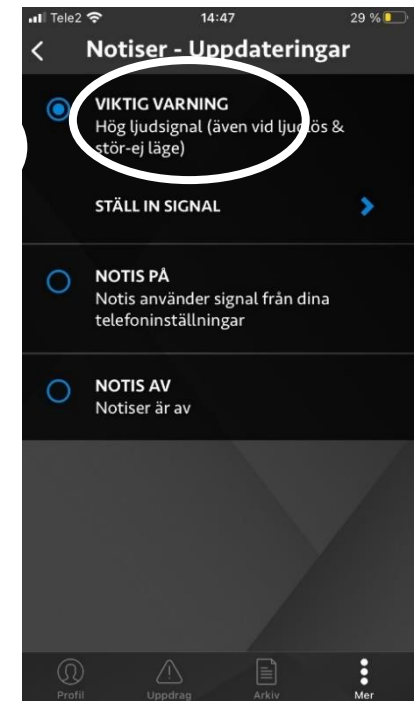 Tele2 14:47 29 %
Notiser - Uppdateringar
VIKTIG VARNING
Hög ljudsignal (även vid ljudlös &
stör-ej läge)
STÄLL IN SIGNAL
NOTIS PÅ
Notis använder signal från dina
telefoninställningar
NOTIS AV
Notiser är av
Profil Uppdrag Arkiv Mer